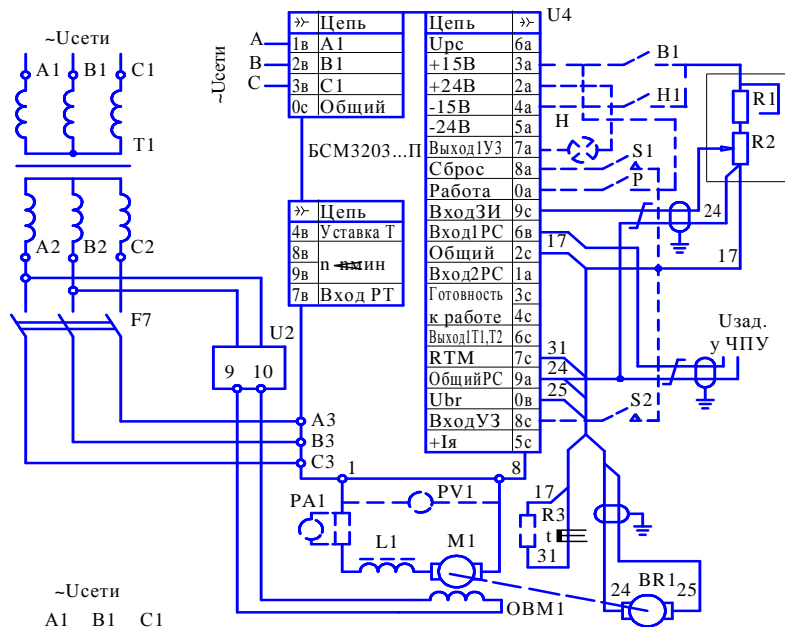 ~Uсети
A1 B1 C1
T1
A2 B2 C2
F7
U2
9 10
~Uсети
A1 B1 C1
~Uсети
A
B
C
Цепь
1в A1
2в B1
3в C1
0с Общий
БСМ3203...П
Цепь
4в Уставка Т
8в
n nмин
9в
7в Вход РТ
A3
B3
C3
1
8
U4
Цепь
Uрс 6а
+15В 3а
+24В 2а
-15В 4а
-24В 5а
Выход1УЗ 7а
Сброс 8а
Работа 0а
ВходЗИ 9с
Вход1РС 6в
Общий 2с
Вход2РС 1а
Готовность 3с
к работе 4с
Выход1Т1,Т2 6с
RTM 7с
ОбщийРС 9а
Ubr 0в
ВходУЗ 8с
+Iя 5с
B1
H1
H
S1
P
R1
R2
24
17
17
Uзад.
у ЧПУ
31
24
25
S2
PA1
PV1
L1
M1
OBM1
17
R3
t
31
BR1
24
25